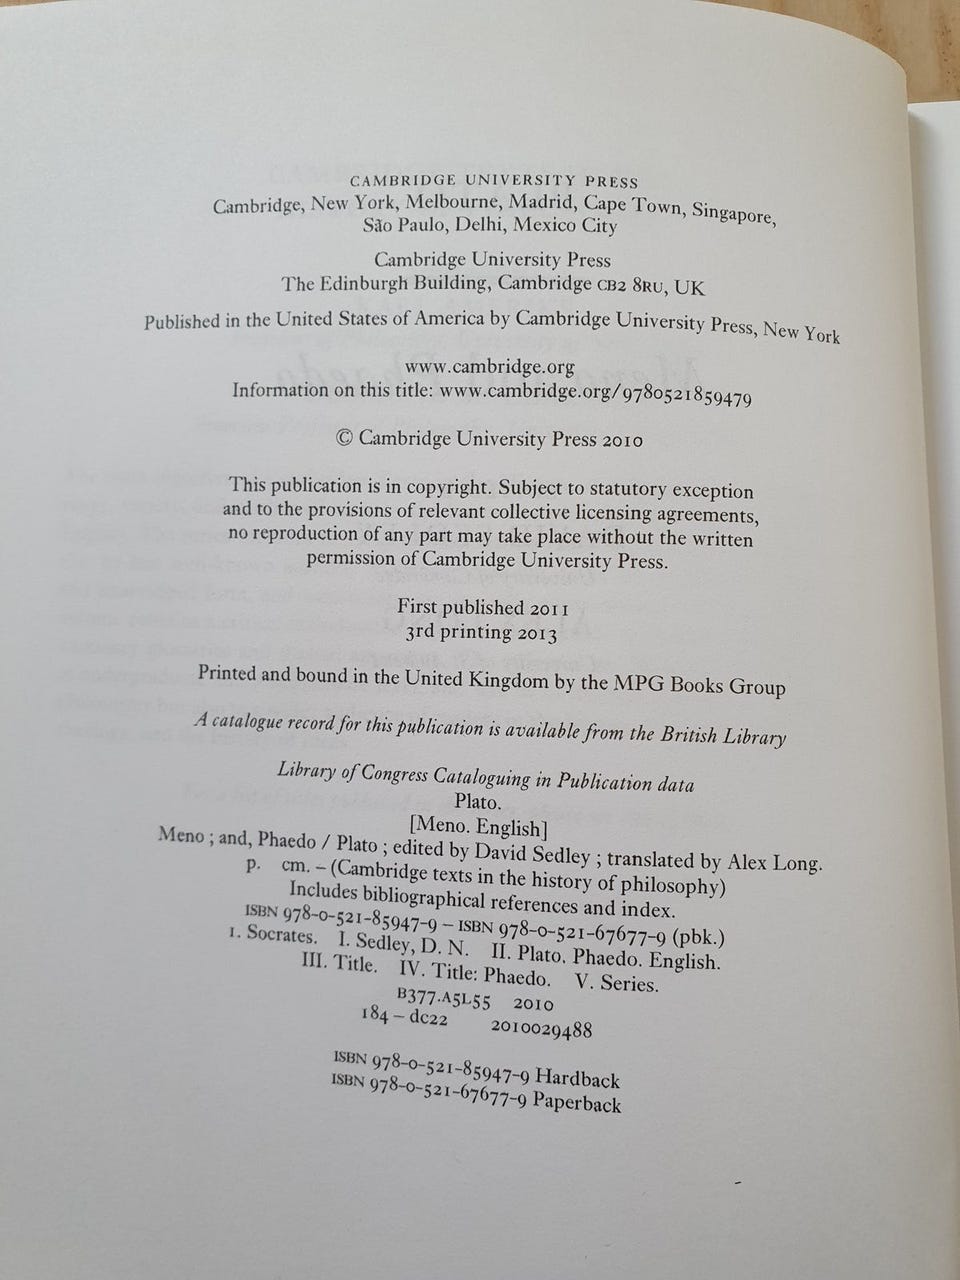 CAMBRIDGE UNIVERSITY PRESS
Cambridge, New York, Melbourne, Madrid, Cape Town, Singapore,
São Paulo, Delhi, Mexico City
Cambridge University Press
The Edinburgh Building, Cambridge CB2 8RU, UK
Published in the United States of America by Cambridge University Press, New York
www.cambridge.org
Information on this title: www.cambridge.org/9780521859479
© Cambridge University Press 2010
This publication is in copyright. Subject to statutory exception
and to the provisions of relevant collective licensing agreements,
no reproduction of any part may take place without the written
permission of Cambridge University Press.
First published 2011
3rd printing 2013
Printed and bound in the United Kingdom by the MPG Books Group
A catalogue record for this publication is available from the British Library
Library of Congress Cataloguing in Publication data
Plato.
[Meno. English]
Meno ; and, Phaedo / Plato ; edited by David Sedley ; translated by Alex Long.
p. cm. – (Cambridge texts in the history of philosophy)
Includes bibliographical references and index.
ISBN 978-0-521-85947-9 – ISBN 978-0-521-67677-9 (pbk.)
1. Socrates. I. Sedley, D. N. II. Plato. Phaedo. English.
III. Title. IV. Title: Phaedo. V. Series.
B377.A5L55 2010
184 – dc22 2010029488
ISBN 978-0-521-85947-9 Hardback
ISBN 978-0-521-67677-9 Paperback